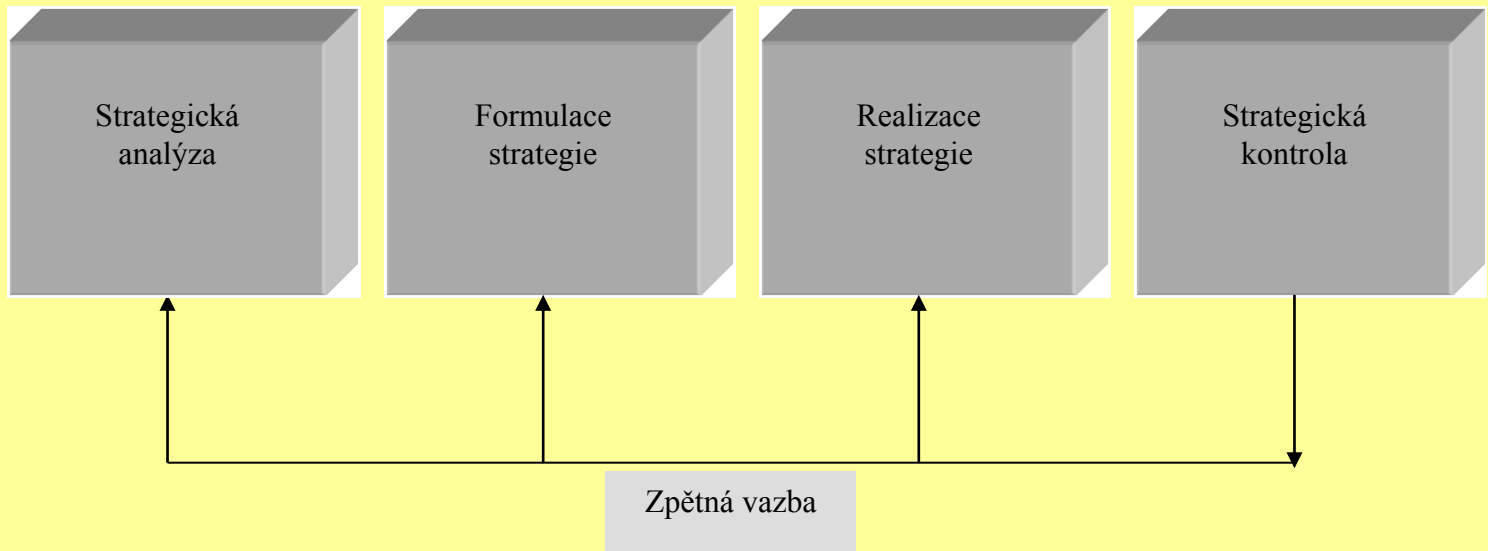 Strategická
analýza
Formulace
strategie
Realizace
strategie
Strategická
kontrola
Zpětná vazba